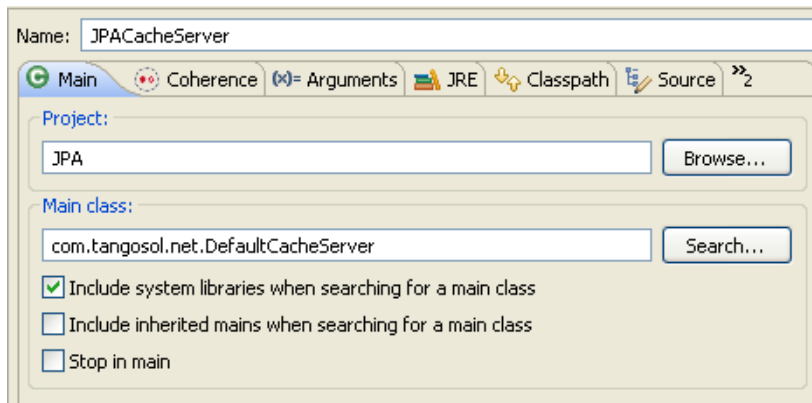 Name: JPACacheServer
Main Coherence (x)= Arguments JRE Classpath Source »2
Project:
JPA Browse...
Main class:
com.tangosol.net.DefaultCacheServer Search...
Include system libraries when searching for a main class
Include inherited mains when searching for a main class
Stop in main